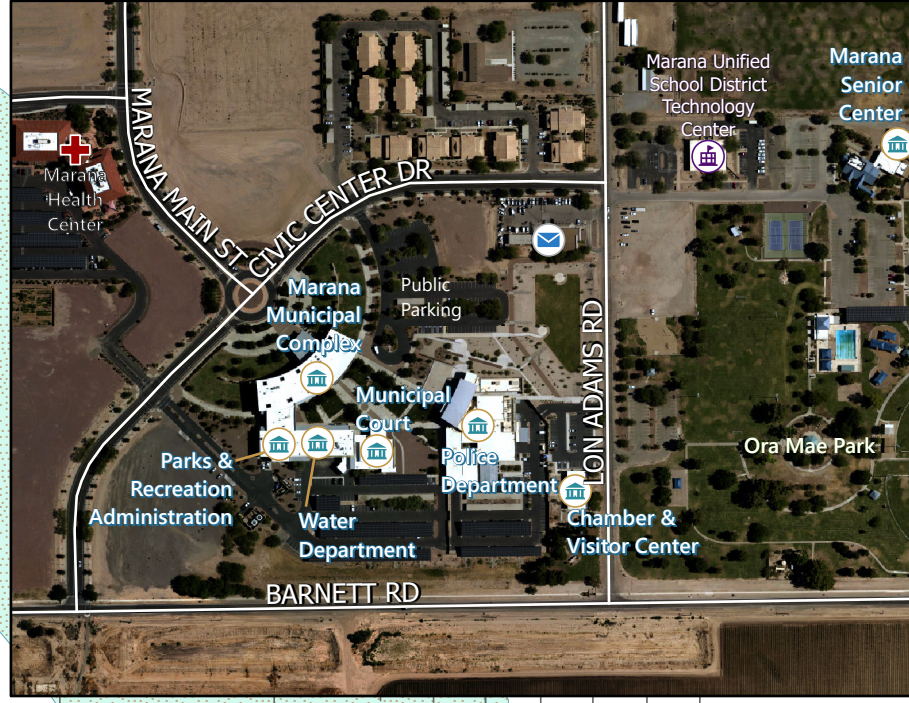 Marana Unified
School District
Technology
Center
Marana
Senior
Center
MARANA MAIN ST
CIVIC CENTER DR
Marana
Health
Center
Marana
Municipal
Complex
Public
Parking
LON ADAMS RD
Municipal
Court
Ora Mae Park
Police
Department
Parks &
Recreation
Administration
Water
Department
Chamber &
Visitor Center
BARNETT RD